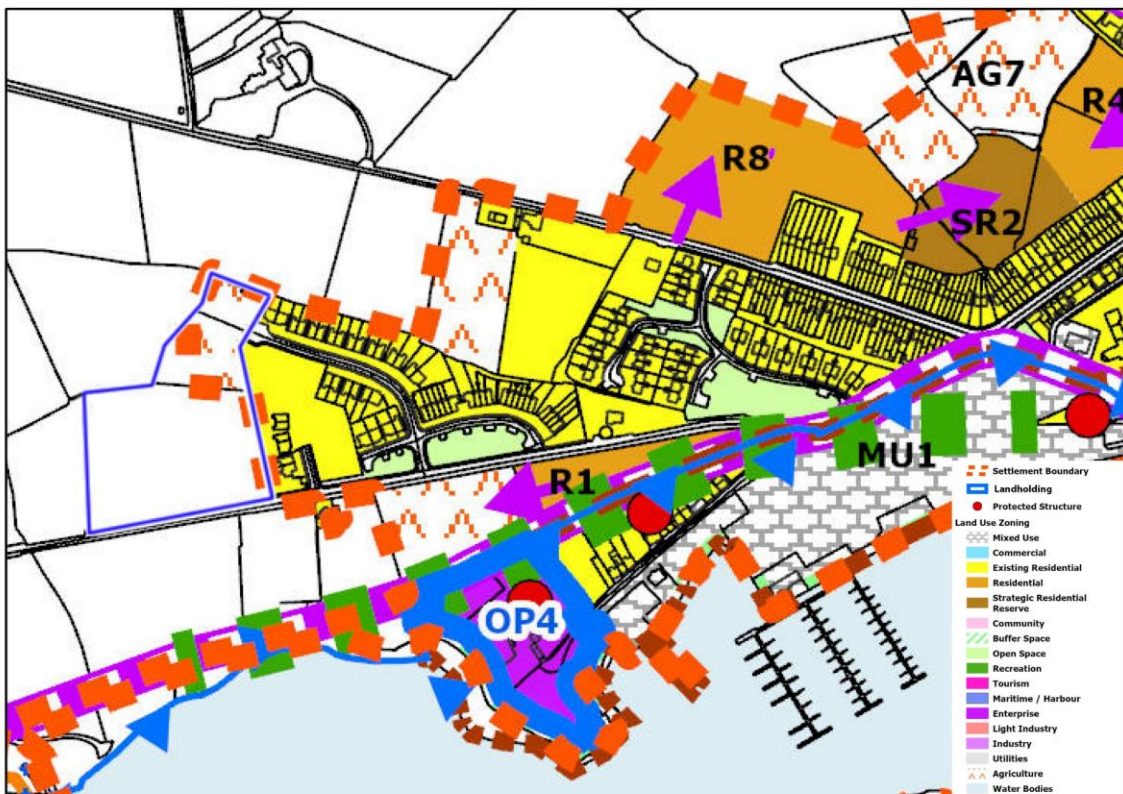 AG7
R4
R8
SR2
MU1
R1
OP4
Settlement Boundary
Landholding
Protected Structure
Land Use Zoning
Mixed Use
Commercial
Existing Residential
Residential
Strategic Residential
Reserve
Community
Buffer Space
Open Space
Recreation
Tourism
Maritime / Harbour
Enterprise
Light Industry
Industry
Utilities
Agriculture
Water Bodies